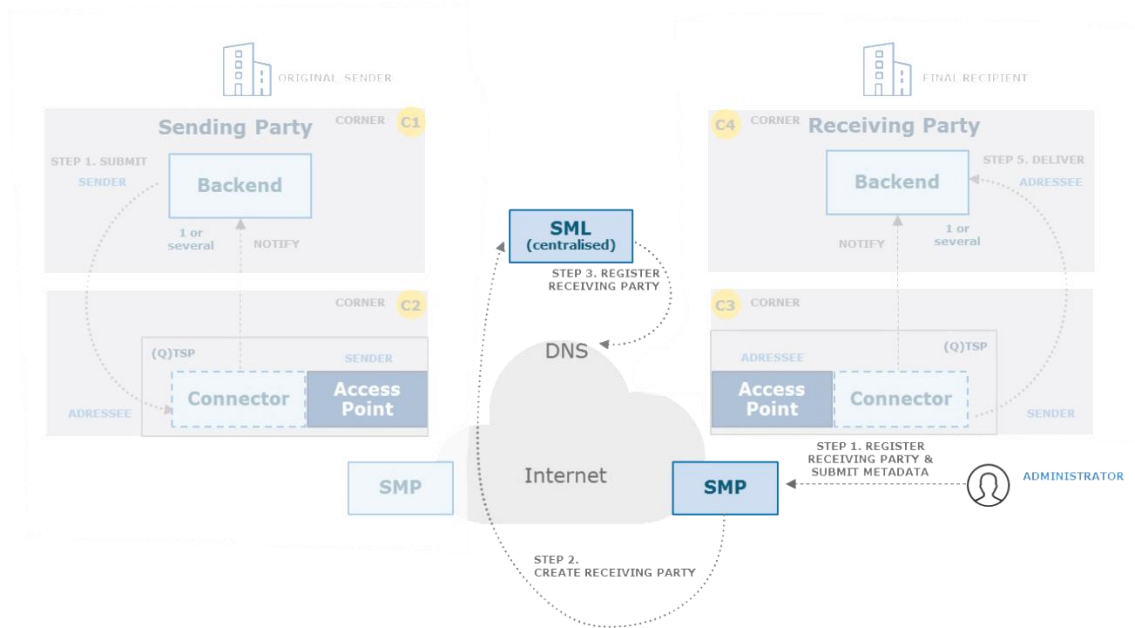 ORIGINAL SENDER
FINAL RECIPIENT
Sending Party
CORNER
C1
STEP 1. SUBMIT
SENDER
Backend
1 or
several
NOTIFY
C4
CORNER
Receiving Party
STEP 5. DELIVER
ADRESSEE
Backend
1 or
several
NOTIFY
SML
(centralised)
STEP 3. REGISTER
RECEIVING PARTY
CORNER
C2
(Q)TSP
SENDER
ADRESSEE
Connector
Access
Point
DNS
C3
CORNER
(Q)TSP
ADRESSEE
Access
Point
Connector
SENDER
SMP
Internet
SMP
STEP 1. REGISTER
RECEIVING PARTY &
SUBMIT METADATA
ADMINISTRATOR
STEP 2.
CREATE RECEIVING PARTY